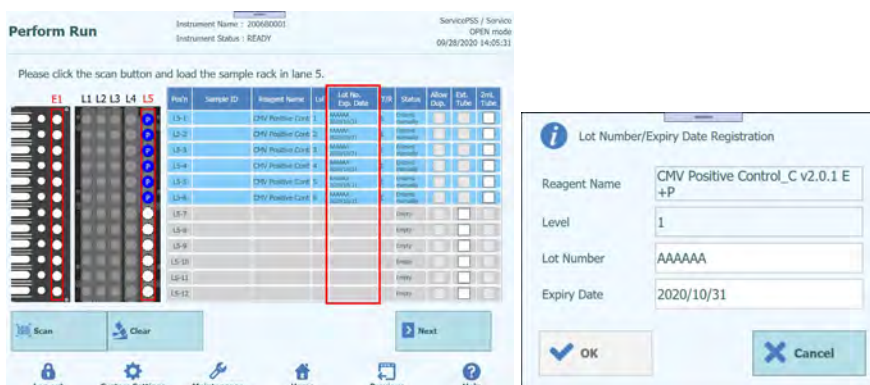 Perform Run
Instrument Name : 200680001
Instrument Status : READY
ServicePSS / Service
OPEN mode
09/28/2020 14:05:31
Please click the scan button and load the sample rack in lane 5.
E1 L1 L2 L3 L4 L5
Pos'n Sample ID Reagent Name Lvl Lot No. Exp. Date T/R Status Allow Dup. Ext. Tube 2mL Tube
L5-1 CMV Positive Cont 1
L5-2 CMV Positive Cont 2
L5-3 CMV Positive Cont 3
L5-4 CMV Positive Cont 4
L5-5 CMV Positive Cont 5
L5-6 CMV Positive Cont 6
L5-7 Empty
L5-8 Empty
L5-9 Empty
L5-10 Empty
L5-11 Empty
L5-12 Empty
Scan
Clear
Next
Help
Lot Number/Expiry Date Registration
Reagent Name
CMV Positive Control_C v2.0.1 E
+P
Level
1
Lot Number
AAAAAA
Expiry Date
2020/10/31
OK
Cancel